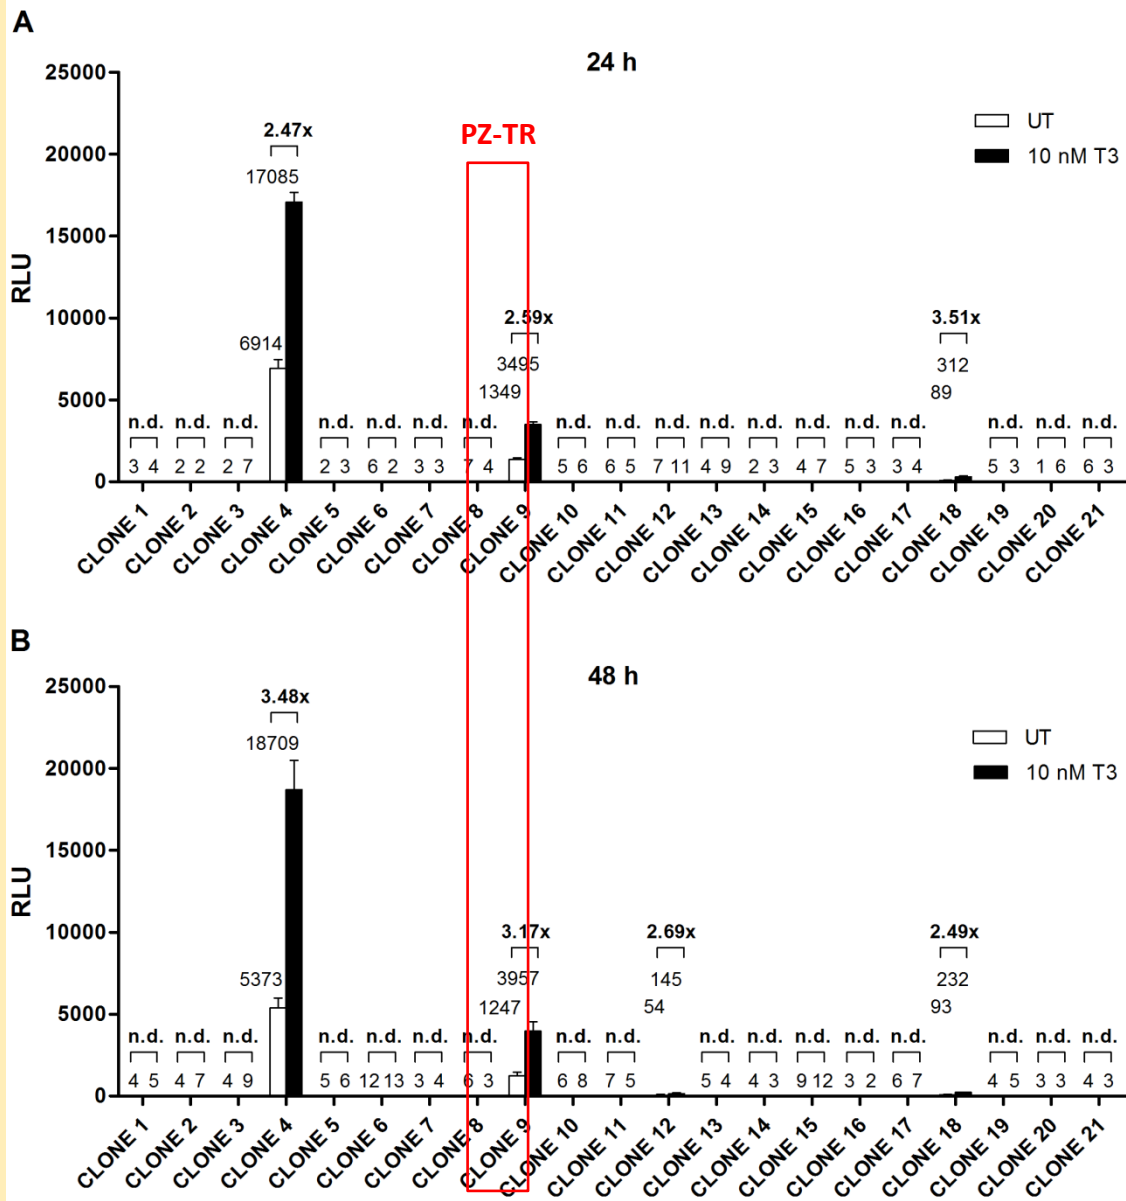 A
24 h
25000
20000
15000
10000
5000
0
RLU
UT
10 nM T3
PZ-TR
2.47x
17085
6914
2.59x
3495
1349
3.51x
312
89
n.d. n.d. n.d. n.d. n.d. n.d. n.d. n.d. n.d. n.d. n.d. n.d. n.d. n.d. n.d. n.d. n.d. n.d.
3 4 2 2 2 7 2 3 6 2 3 3 7 4 5 6 6 5 7 11 4 9 2 3 4 7 5 3 3 4 5 3 1 6 6 3
CLONE 1 CLONE 2 CLONE 3 CLONE 4 CLONE 5 CLONE 6 CLONE 7 CLONE 8 CLONE 9 CLONE 10 CLONE 11 CLONE 12 CLONE 13 CLONE 14 CLONE 15 CLONE 16 CLONE 17 CLONE 18 CLONE 19 CLONE 20 CLONE 21
B
48 h
25000
20000
15000
10000
5000
0
RLU
UT
10 nM T3
3.48x
18709
5373
3.17x
3957
1247
2.69x
145
54
2.49x
232
93
n.d. n.d. n.d. n.d. n.d. n.d. n.d. n.d. n.d. n.d. n.d. n.d. n.d. n.d. n.d. n.d. n.d.
4 5 4 7 4 9 5 6 12 13 3 4 6 3 6 8 7 5 5 4 4 3 9 12 3 2 6 7 4 5 3 3 4 3
CLONE 1 CLONE 2 CLONE 3 CLONE 4 CLONE 5 CLONE 6 CLONE 7 CLONE 8 CLONE 9 CLONE 10 CLONE 11 CLONE 12 CLONE 13 CLONE 14 CLONE 15 CLONE 16 CLONE 17 CLONE 18 CLONE 19 CLONE 20 CLONE 21